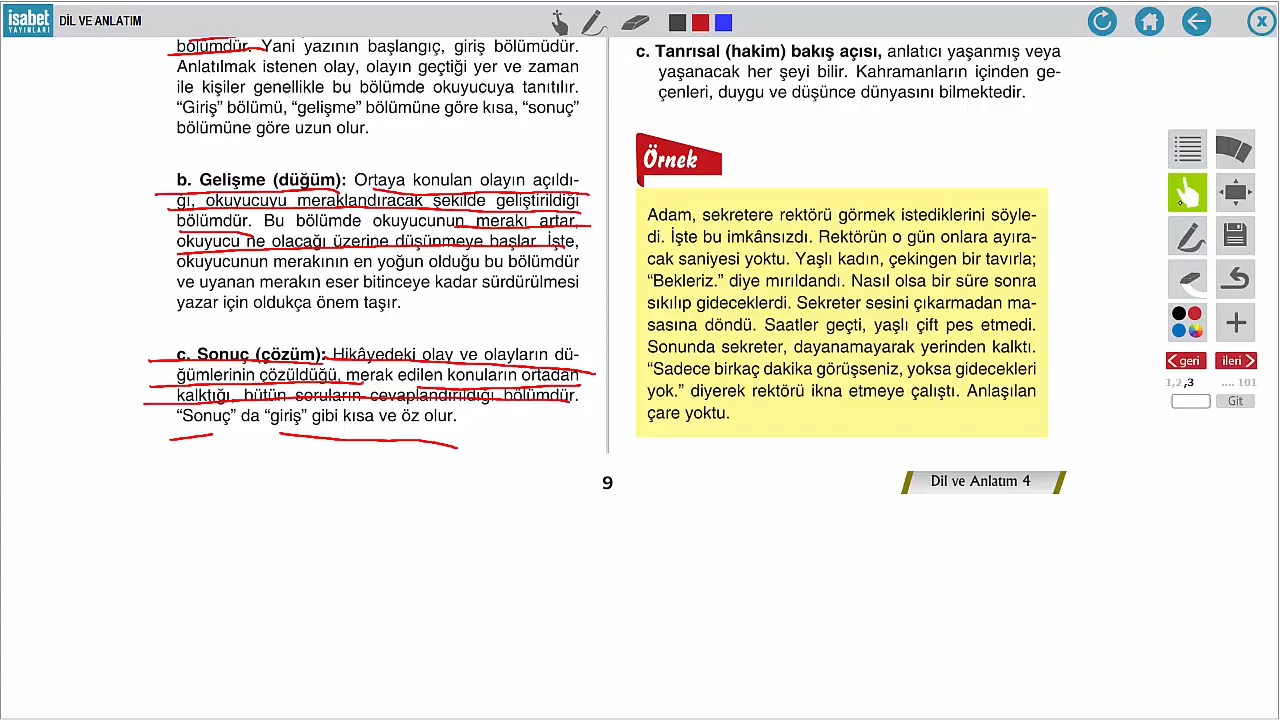 isabet
YAYINLARI
DİL VE ANLATIM
X
bölümdür. Yani yazının başlangıç, giriş bölümüdür.
Anlatılmak istenen olay, olayın geçtiği yer ve zaman
ile kişiler genellikle bu bölümde okuyucuya tanıtılır.
“Giriş” bölümü, “gelişme” bölümüne göre kısa, “sonuç”
bölümüne göre uzun olur.
b. Gelişme (düğüm): Ortaya konulan olayın açıldı-
ğı, okuyucuyu meraklandıracak şekilde geliştirildiği
bölümdür. Bu bölümde okuyucunun merakı artar,
okuyucu ne olacağı üzerine düşünmeye başlar. İşte,
okuyucunun merakının en yoğun olduğu bu bölümdür
ve uyanan merakın eser bitinceye kadar sürdürülmesi
yazar için oldukça önem taşır.
c. Sonuç (çözüm): Hikâyedeki olay ve olayların dü-
ğümlerinin çözüldüğü, merak edilen konuların ortadan
kalktığı, bütün soruların cevaplandırıldığı bölümdür.
“Sonuç” da “giriş” gibi kısa ve öz olur.
c. Tanrısal (hakim) bakış açısı, anlatıcı yaşanmış veya
yaşanacak her şeyi bilir. Kahramanların içinden ge-
çenleri, duygu ve düşünce dünyasını bilmektedir.
Örnek
Adam, sekretere rektörü görmek istediklerini söyle-
di. İşte bu imkânsızdı. Rektörün o gün onlara ayıra-
cak saniyesi yoktu. Yaşlı kadın, çekingen bir tavırla;
“Bekleriz.” diye mırıldandı. Nasıl olsa bir süre sonra
sıkılıp gideceklerdi. Sekreter sesini çıkarmadan ma-
sasına döndü. Saatler geçti, yaşlı çift pes etmedi.
Sonunda sekreter, dayanamayarak yerinden kalktı.
“Sadece birkaç dakika görüşseniz, yoksa gidecekleri
yok.” diyerek rektörü ikna etmeye çalıştı. Anlaşılan
çare yoktu.
9
Dil ve Anlatım 4
geri
ileri
1,2,3 .... 101
Git